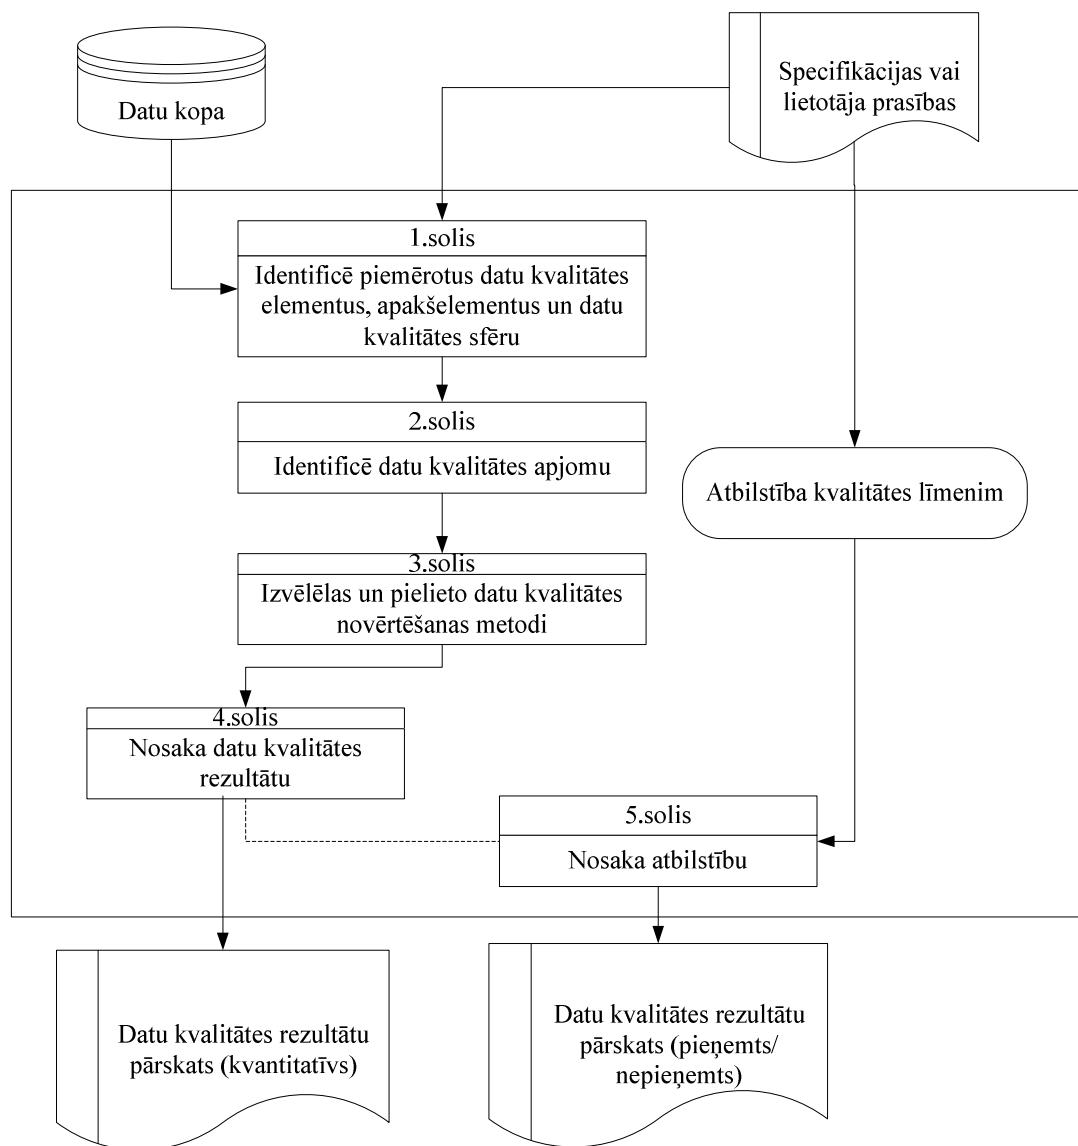 Datu kopa
Specifikācijas vai
lietotāja prasības
1.solis
Identificē piemērotus datu kvalitātes
elementus, apakšelementus un datu
kvalitātes sfēru
2.solis
Identificē datu kvalitātes apjomu
Atbilstība kvalitātes līmenim
3.solis
Izvēlēlas un pielieto datu kvalitātes
novērtēšanas metodi
4.solis
Nosaka datu kvalitātes
rezultātu
5.solis
Nosaka atbilstību
Datu kvalitātes rezultātu
pārskats (kvantitatīvs)
Datu kvalitātes rezultātu
pārskats (pieņemts/
nepieņemts)